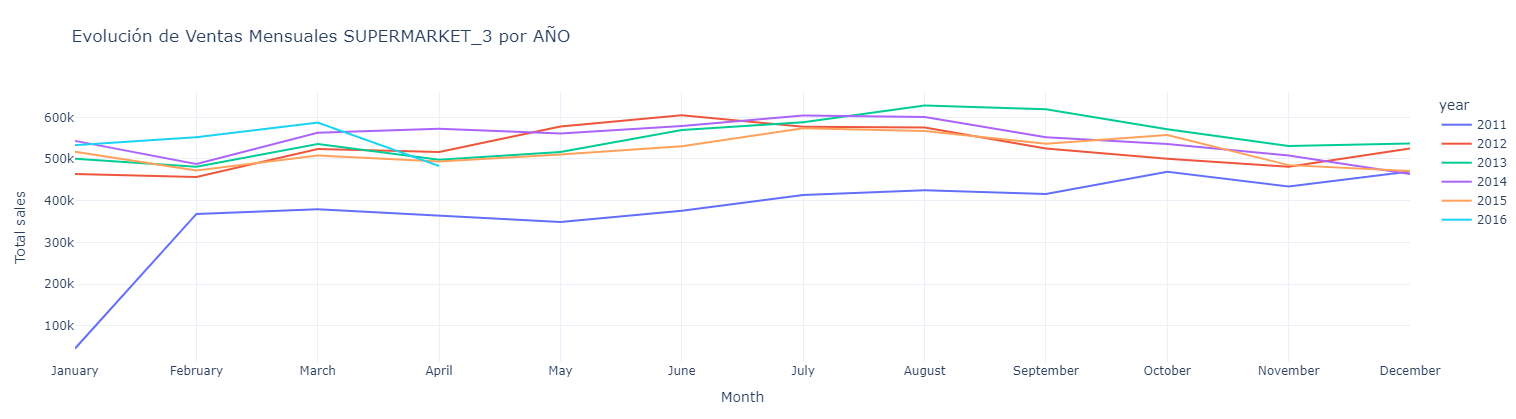 Evolución de Ventas Mensuales SUPERMARKET_3 por AÑO
year
2011
2012
2013
2014
2015
2016
Total sales
600k
500k
400k
300k
200k
100k
January February March April May June July August September October November December
Month